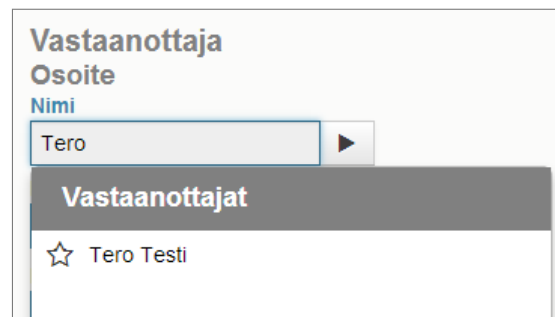 Vastaanottaja
Osoite
Nimi
Tero
Vastaanottajat
Tero Testi